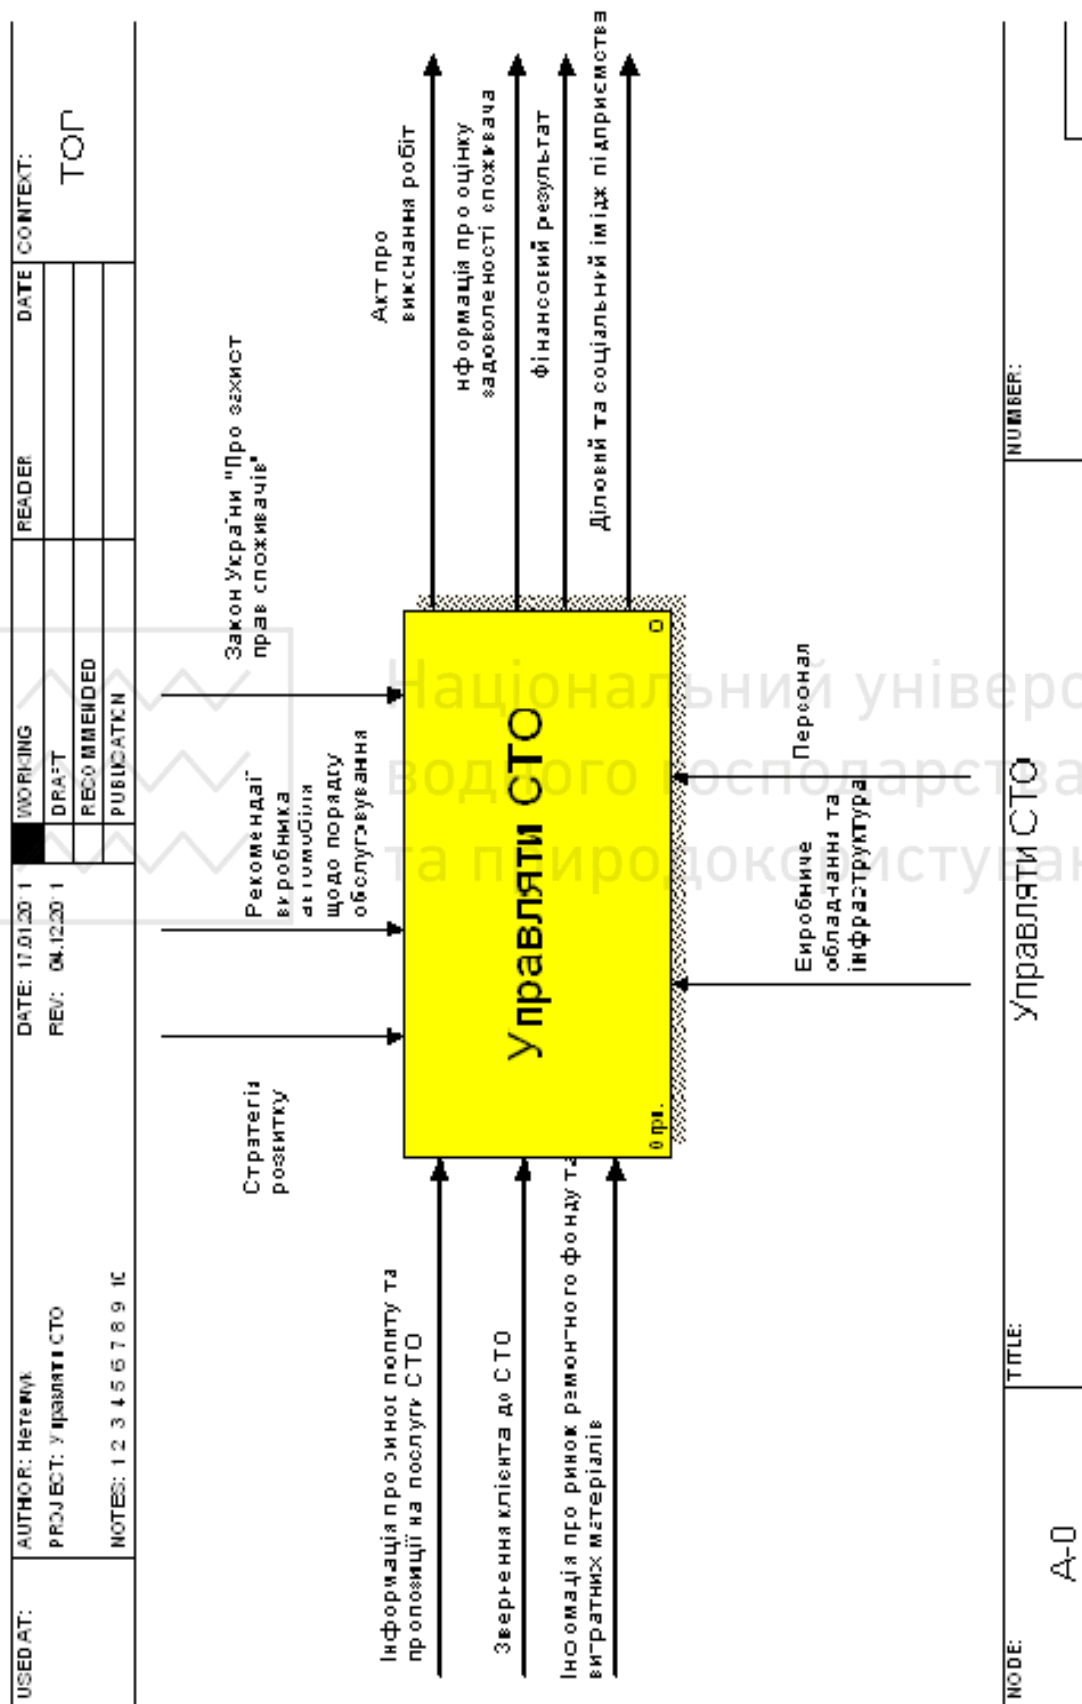 USED AT:
AUTHOR: Нетемук
PROJECT: Управляти СТО
NOTES: 1 2 3 4 5 6 7 8 9 10
DATE: 17.01.2011
REV: 04.12.2011
WORKING
DRAFT
RECOMMENDED
PUBLICATION
READER
DATE
CONTEXT:
TOP
Стратегія
розвитку
Рекомендації
виробника
автомобіля
щодо порядку
обслуговування
Закон України "Про захист
прав споживачів"
Інформація про ринок попиту та
пропозиції на послуги СТО
Звернення клієнта до СТО
Інформація про ринок ремонтного фонду та
витратних матеріалів
Управляти СТО
0 грн.
0
Акт про
виконання робіт
нформація про оцінку
задоволеності споживача
Фінансовий результат
Діловий та соціальний імідж підприємства
Виробниче
обладнання та
інфраструктура
Персонал
Національний універс
водного господарства
та природокористуван
NODE:
A-0
TITLE:
Управляти СТО
NUMBER: